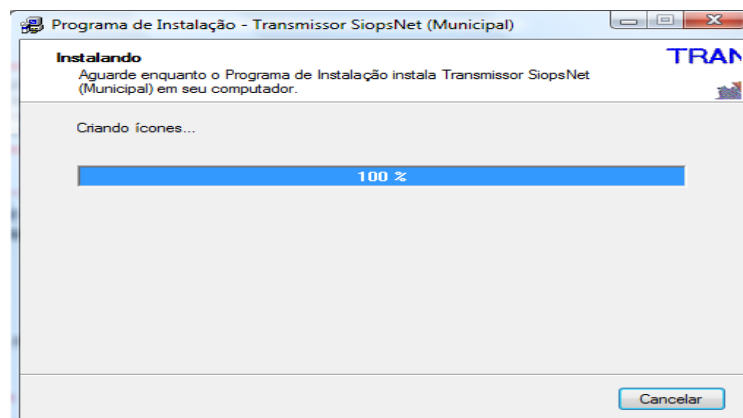 Programa de Instalação - Transmissor SiopsNet (Municipal)
Instalando
TRAN
Aguarde enquanto o Programa de Instalação instala Transmissor SiopsNet
(Municipal) em seu computador.
Criando ícones...
100 %
Cancelar